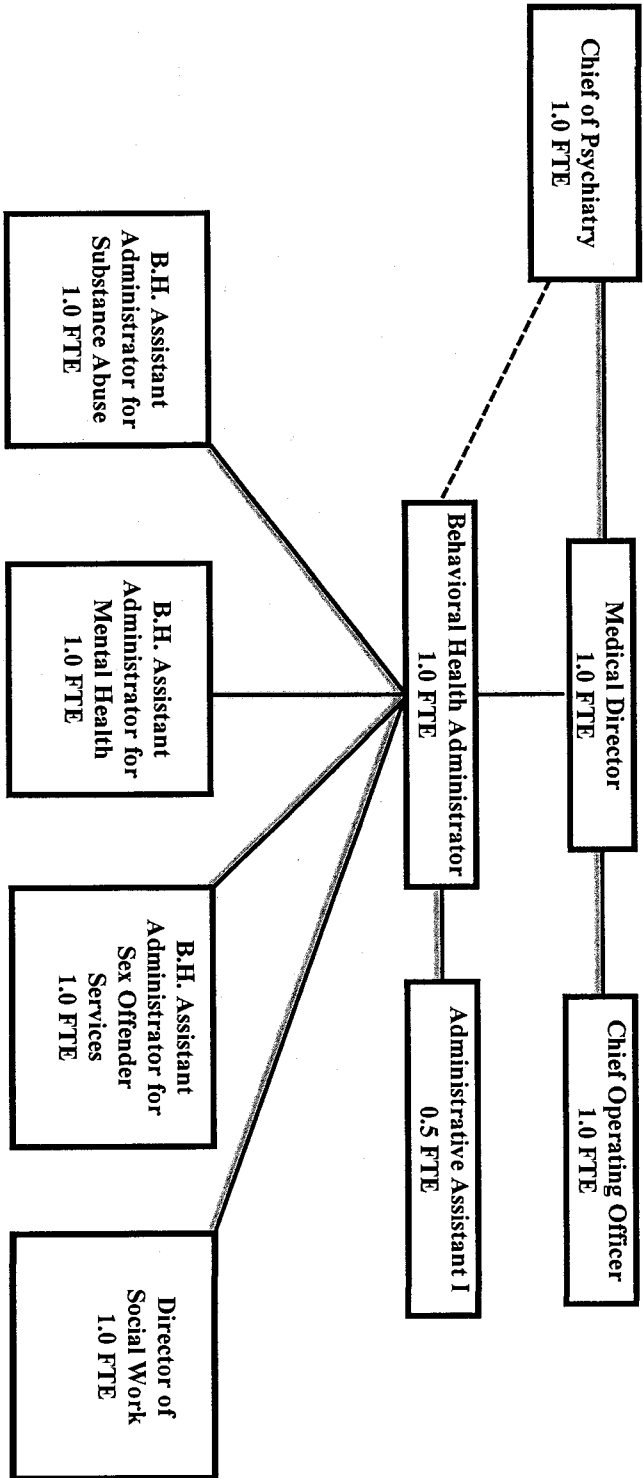 Chief of Psychiatry
1.0 FTE
Medical Director
1.0 FTE
Chief Operating Officer
1.0 FTE
Behavioral Health Administrator
1.0 FTE
Administrative Assistant I
0.5 FTE
B.H. Assistant
Administrator for
Substance Abuse
1.0 FTE
B.H. Assistant
Administrator for
Mental Health
1.0 FTE
B.H. Assistant
Administrator for
Sex Offender
Services
1.0 FTE
Director of
Social Work
1.0 FTE